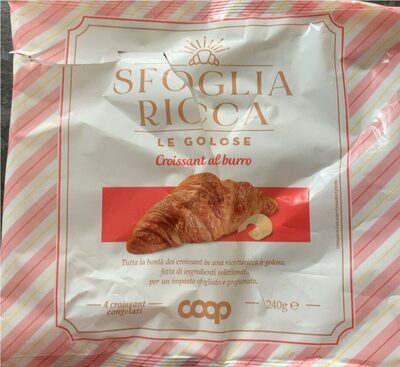 SFOGLIA
RICCA
LE GOLOSE
Croissant al burro
Tutta la bontà dei croissant in una ricetta ricca e golosa,
fatta di ingredienti selezionati,
per un impasto sfogliato e profumato.
4 croissant
congelati
coop
240g e